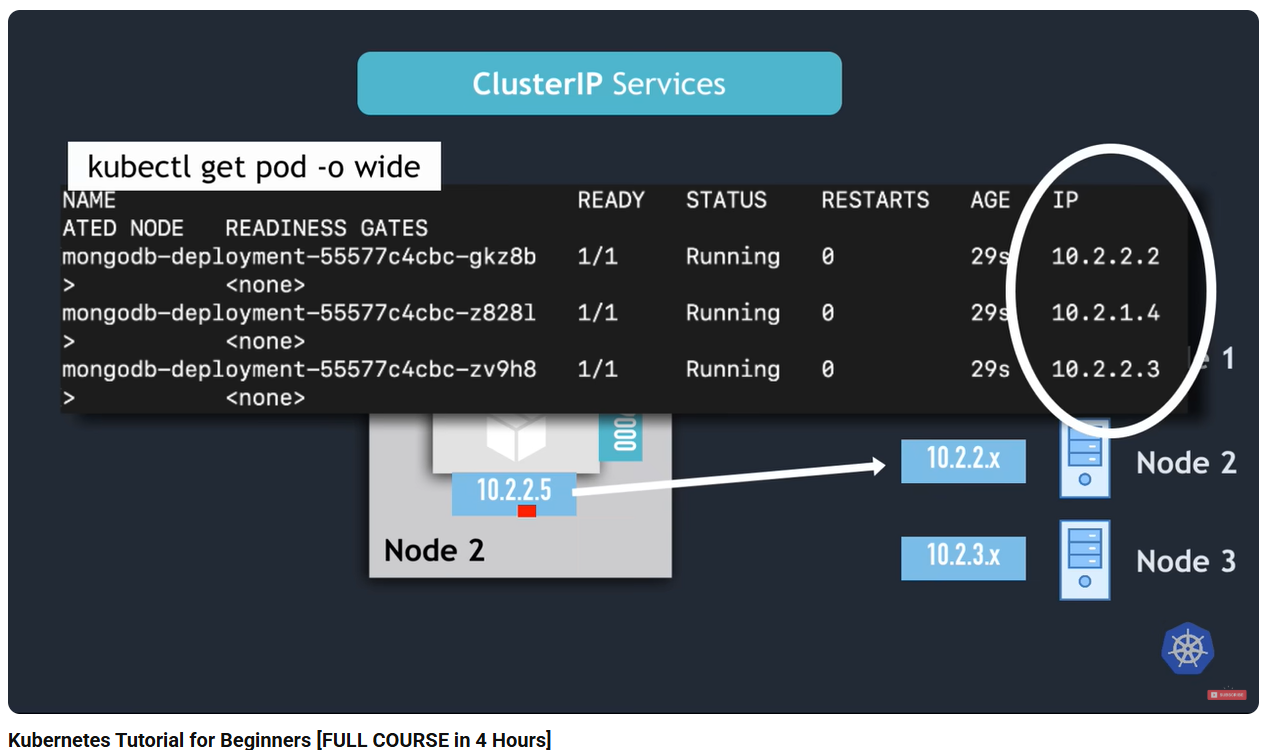 ClusterIP Services
kubectl get pod -o wide
NAME READY STATUS RESTARTS AGE IP
ATED NODE READINESS GATES
mongodb-deployment-55577c4cbc-gkz8b 1/1 Running 0 29s 10.2.2.2
> <none>
mongodb-deployment-55577c4cbc-z828l 1/1 Running 0 29s 10.2.1.4
> <none>
mongodb-deployment-55577c4cbc-zv9h8 1/1 Running 0 29s 10.2.2.3
> <none>
e 1
000
10.2.2.5
Node 2
10.2.2.x Node 2
10.2.3.x Node 3
SUBSCRIBE
Kubernetes Tutorial for Beginners [FULL COURSE in 4 Hours]